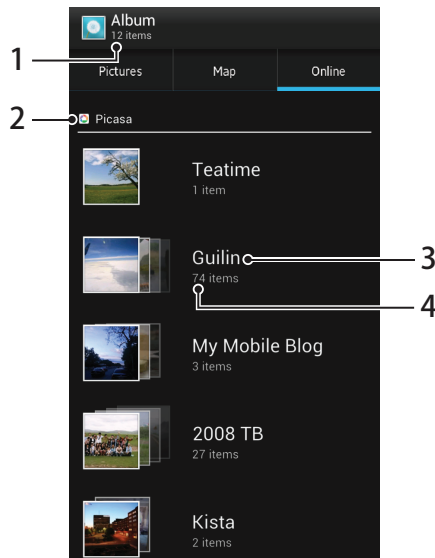 Album
12 items
1
Pictures Map Online
2
Picasa
Teatime
1 item
Guilin
3
74 items
4
My Mobile Blog
3 items
2008 TB
27 items
Kista
2 items